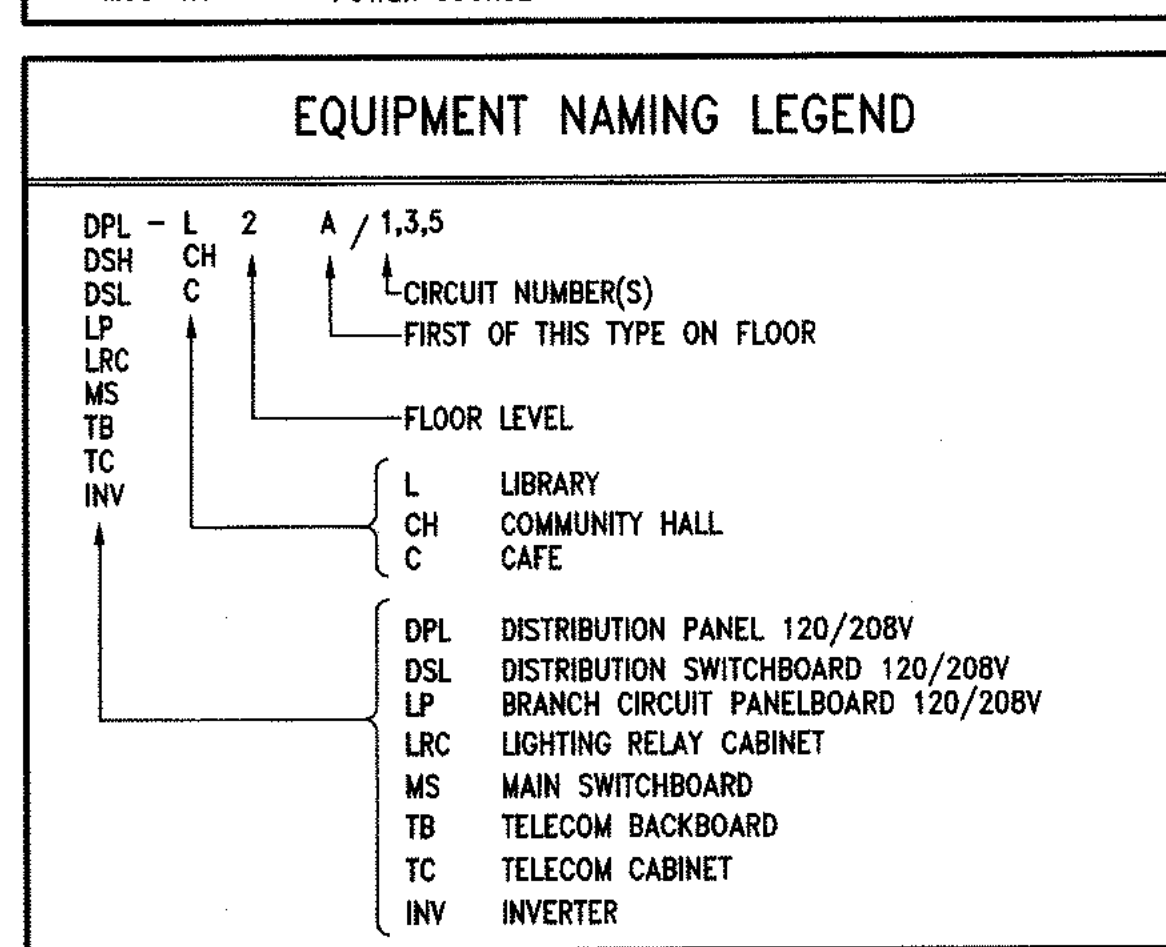 EQUIPMENT NAMING LEGEND
DPL - L 2 A / 1,3,5
DSH CH
DSL C
CIRCUIT NUMBER(S)
LP
FIRST OF THIS TYPE ON FLOOR
LRC
MS
TB
FLOOR LEVEL
TC
INV
L LIBRARY
CH COMMUNITY HALL
C CAFE
DPL DISTRIBUTION PANEL 120/208V
DSL DISTRIBUTION SWITCHBOARD 120/208V
LP BRANCH CIRCUIT PANELBOARD 120/208V
LRC LIGHTING RELAY CABINET
MS MAIN SWITCHBOARD
TB TELECOM BACKBOARD
TC TELECOM CABINET
INV INVERTER